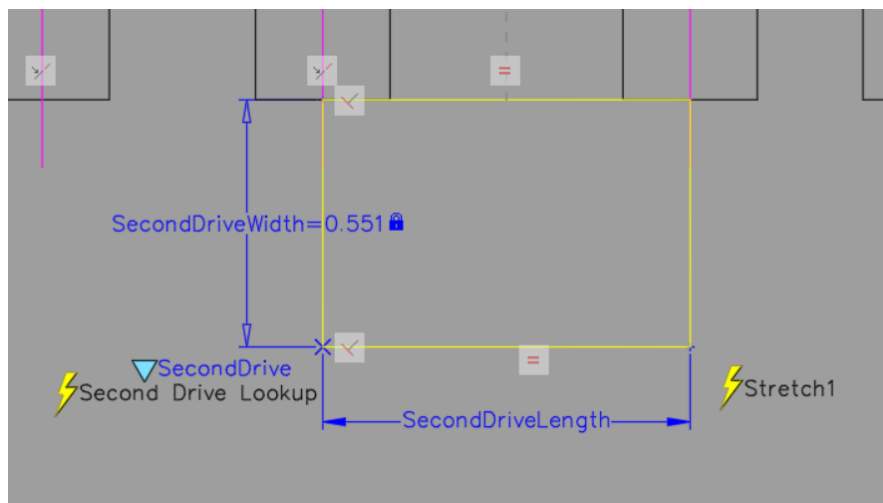 SecondDriveWidth=0.551
SecondDrive
Second Drive Lookup
Stretch1
SecondDriveLength